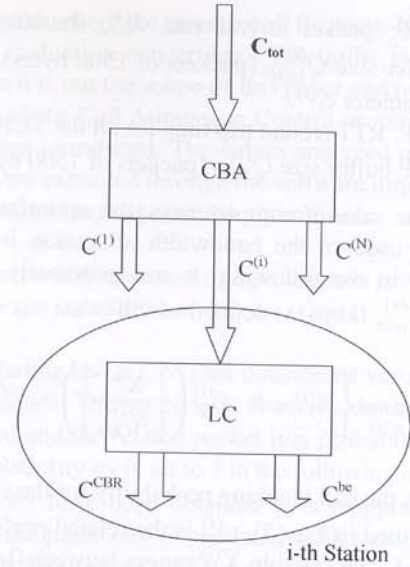 C_tot
CBA
C^(1)
C^(i)
C^(N)
LC
C^CBR
C^be
i-th Station